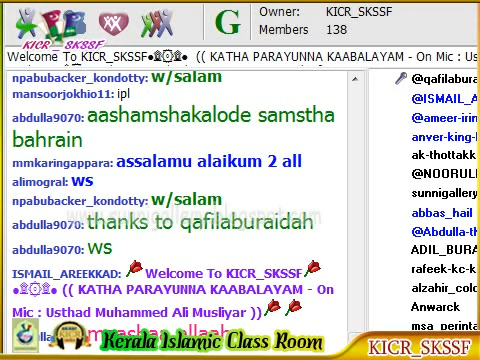 KICR_SKSSF
G
Owner: KICR_SKSSF
Members 138
Welcome To KICR_SKSSF●۩۞۩● (( KATHA PARAYUNNA KAABALAYAM - On Mic : Ust
npabubacker_kondotty: w/salam
mansoorjokhio11: ipl
abdulla9070: aashamshakalode samstha
bahrain
mmkaringappara: assalamu alaikum 2 all
alimogral: ws
npabubacker_kondotty: w/salam
abdulla9070: thanks to qafilaburaidah
abdulla9070: ws
ISMAIL_AREEKKAD: Welcome To KICR_SKSSF
●۩۞۩● (( KATHA PARAYUNNA KAABALAYAM - On
Mic : Usthad Muhammed Ali Musliyar ))
@qafilabura
@ISMAIL_A
@ameer-irin
anver-king-l
ak-thottakk
@NOORUL
sunnigallery
abbas_hail
@Abdulla-th
ADIL_BURA
rafeek-kc-k
alzahir_colo
Anwarck
msa_perinta
Kerala Islamic Class Room
KICR_SKSSF